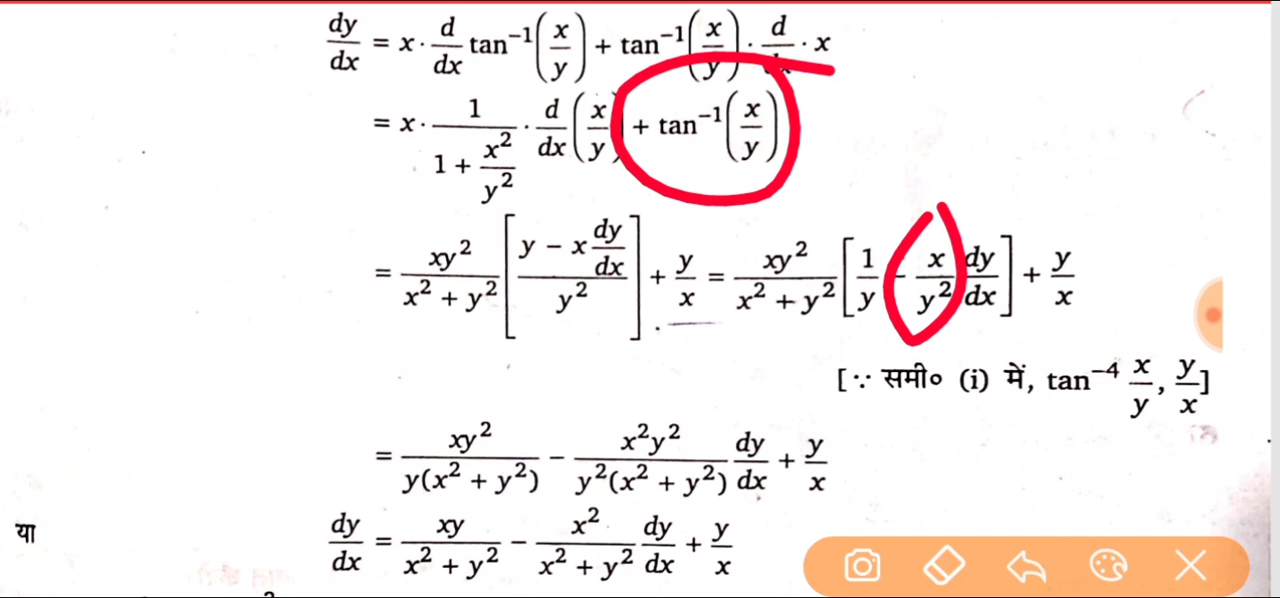 dy/dx = x · d/dx tan⁻¹(x/y) + tan⁻¹(x/y) · d/dx · x
= x · 1/(1 + x²/y²) · d/dx (x/y) + tan⁻¹(x/y)
= xy²/(x² + y²) [(y − x dy/dx)/y²] + y/x = xy²/(x² + y²) [1/y − x/y² dy/dx] + y/x
[∵ समी० (i) में, tan⁻⁴ x/y, y/x]
= xy²/(y(x² + y²)) − x²y²/(y²(x² + y²)) dy/dx + y/x
या dy/dx = xy/(x² + y²) − x²/(x² + y²) dy/dx + y/x